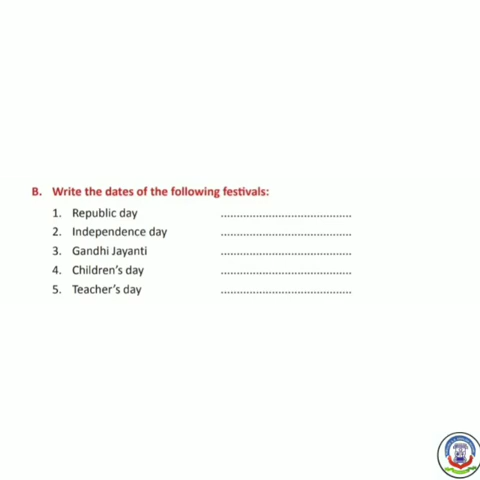 B. Write the dates of the following festivals:
1. Republic day ..........................................
2. Independence day ..........................................
3. Gandhi Jayanti ..........................................
4. Children's day ..........................................
5. Teacher's day ..........................................